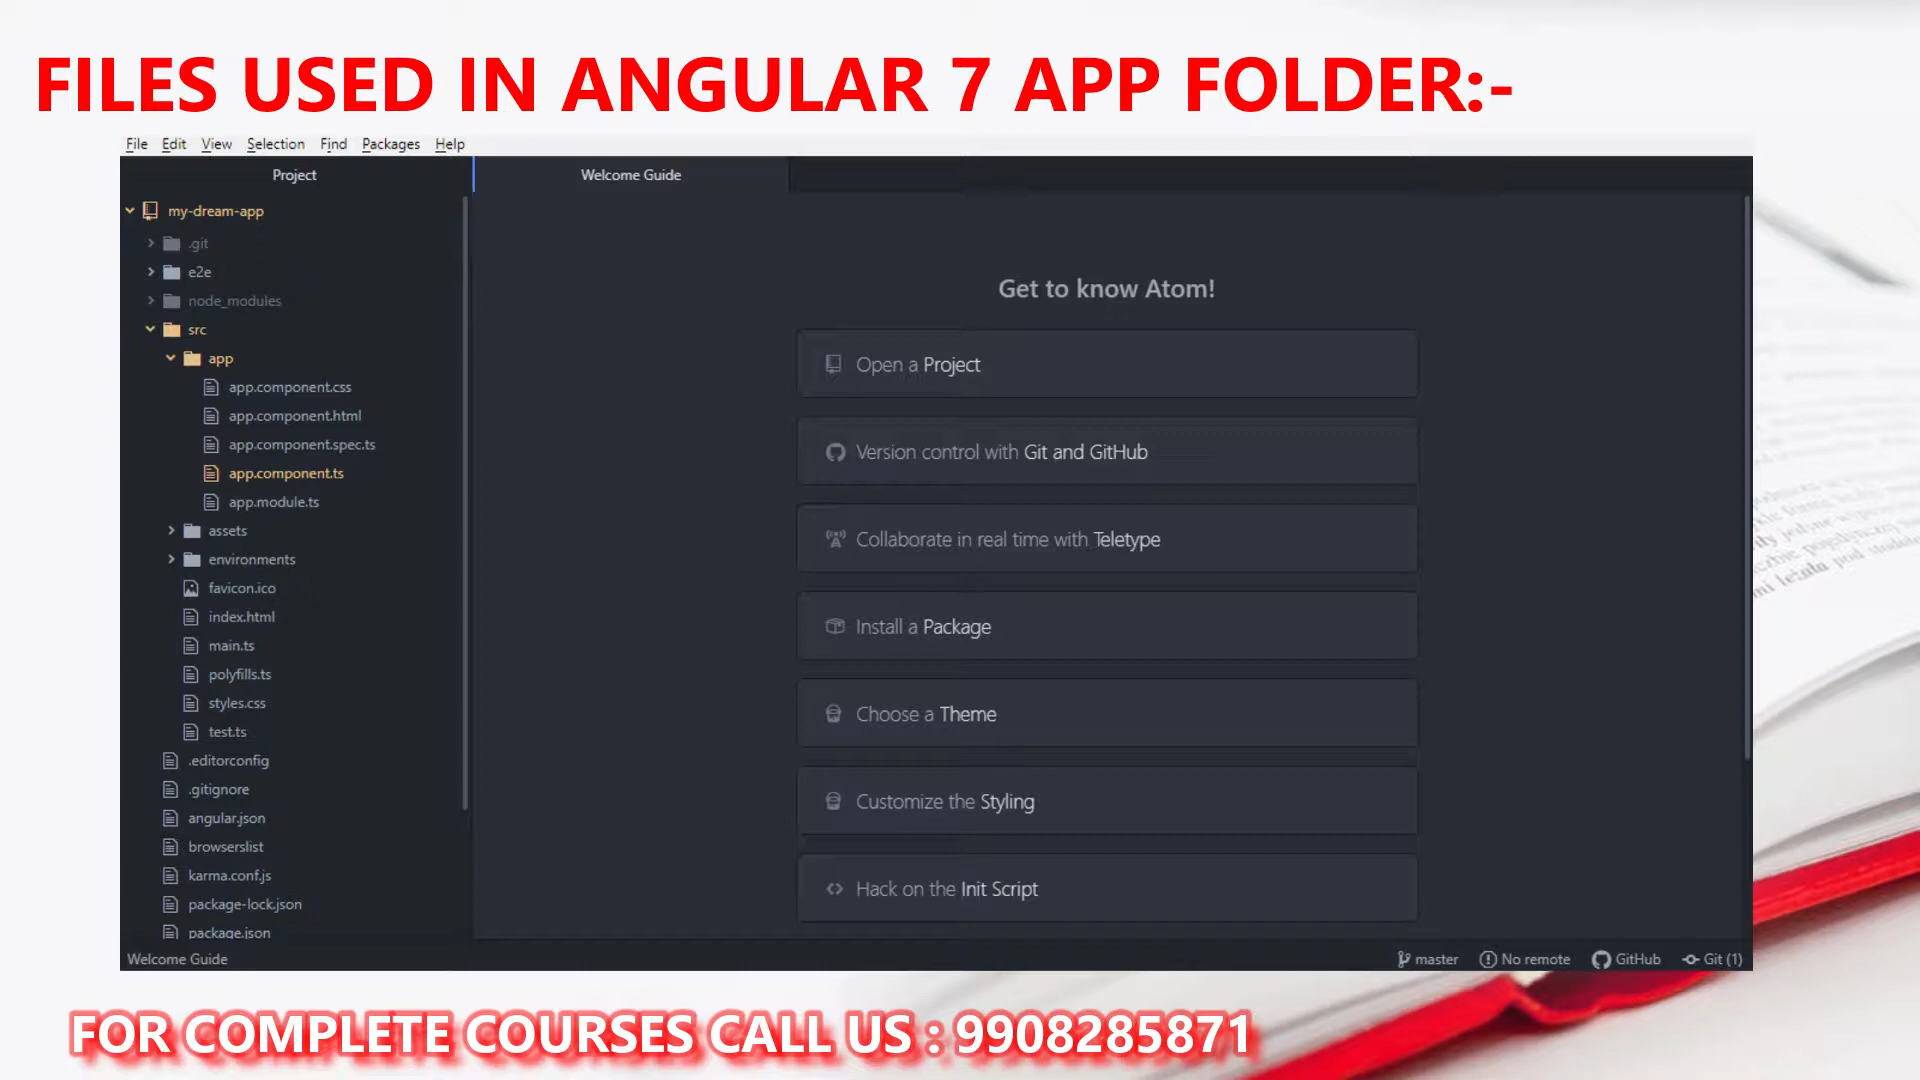 FILES USED IN ANGULAR 7 APP FOLDER:-
File Edit View Selection Find Packages Help
Project
Welcome Guide
my-dream-app
.git
e2e
node_modules
src
app
app.component.css
app.component.html
app.component.spec.ts
app.component.ts
app.module.ts
assets
environments
favicon.ico
index.html
main.ts
polyfills.ts
styles.css
test.ts
.editorconfig
.gitignore
angular.json
browserslist
karma.conf.js
package-lock.json
package.json
Get to know Atom!
Open a Project
Version control with Git and GitHub
Collaborate in real time with Teletype
Install a Package
Choose a Theme
Customize the Styling
Hack on the Init Script
Welcome Guide
master No remote GitHub Git (1)
FOR COMPLETE COURSES CALL US : 9908285871